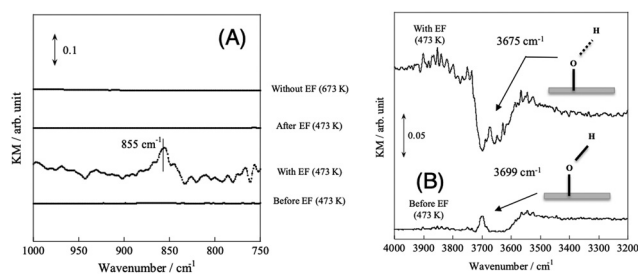 (A)
0.1
Without EF (673 K)
After EF (473 K)
855 cm⁻¹
With EF (473 K)
Before EF (473 K)
KM / arb. unit
1000
950
900
850
800
750
Wavenumber / cm⁻¹
With EF
(473 K)
3675 cm⁻¹
H
O
0.05
H
O
(B)
3699 cm⁻¹
Before EF
(473 K)
KM / arb. unit
4000
3900
3800
3700
3600
3500
3400
3300
3200
Wavenumber / cm⁻¹